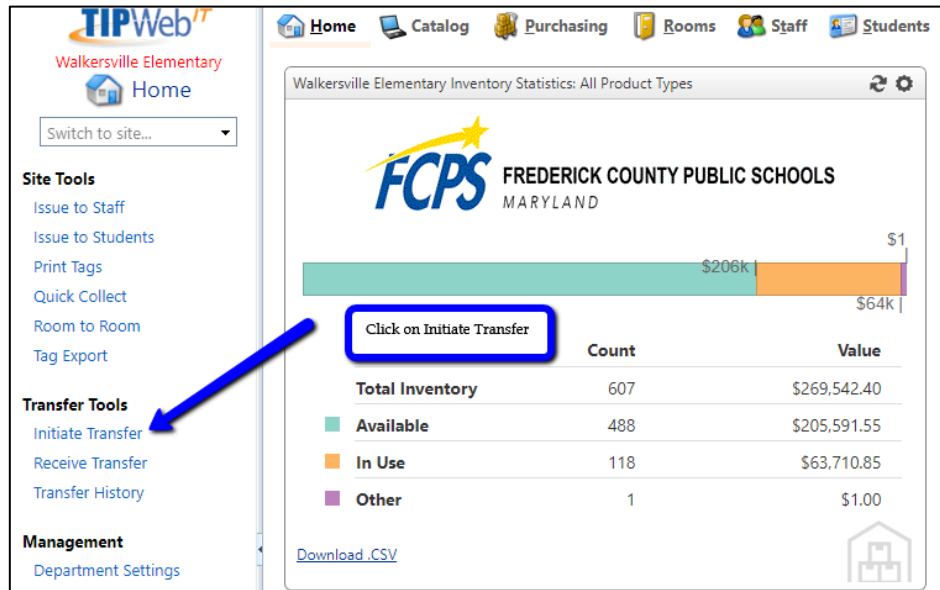 TIPWeb IT
Walkersville Elementary
Home
Switch to site...
Site Tools
Issue to Staff
Issue to Students
Print Tags
Quick Collect
Room to Room
Tag Export
Transfer Tools
Initiate Transfer
Receive Transfer
Transfer History
Management
Department Settings
Home Catalog Purchasing Rooms Staff Students
Walkersville Elementary Inventory Statistics: All Product Types
FCPS FREDERICK COUNTY PUBLIC SCHOOLS
MARYLAND
$1
$206k
$64k
Click on Initiate Transfer
Count Value
Total Inventory 607 $269,542.40
Available 488 $205,591.55
In Use 118 $63,710.85
Other 1 $1.00
Download .CSV